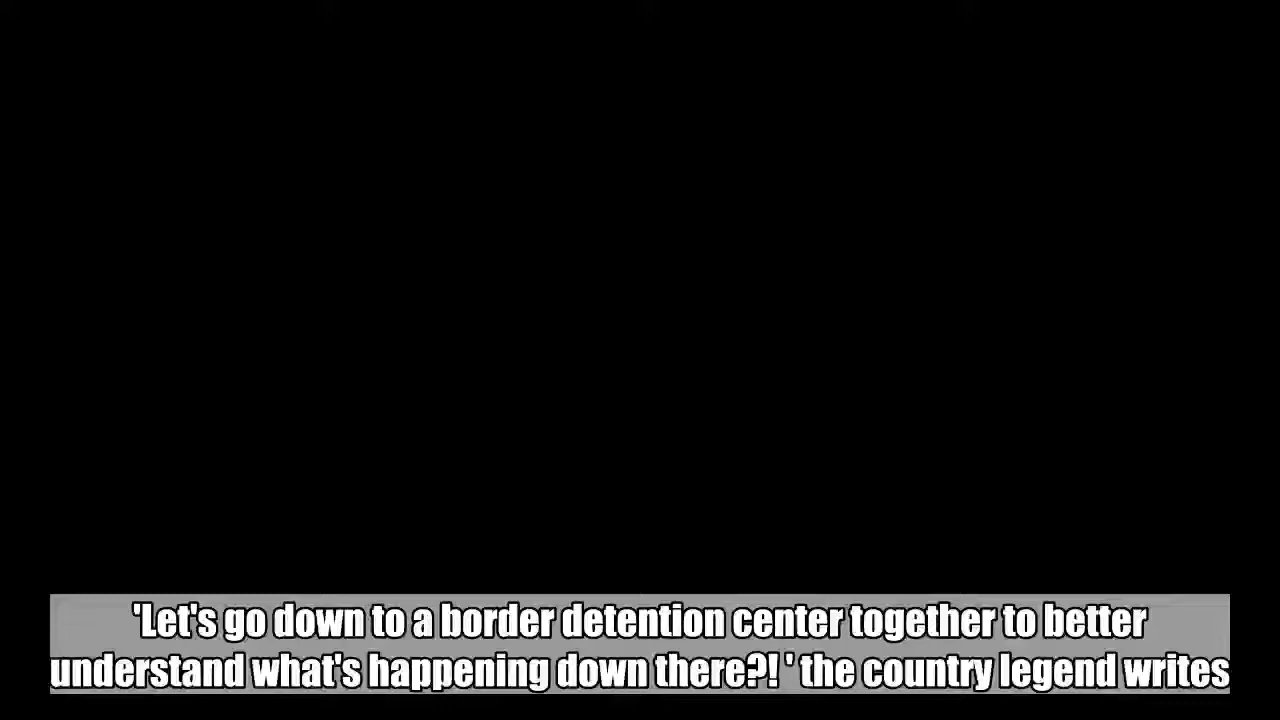 'Let's go down to a border detention center together to better
understand what's happening down there?! ' the country legend writes